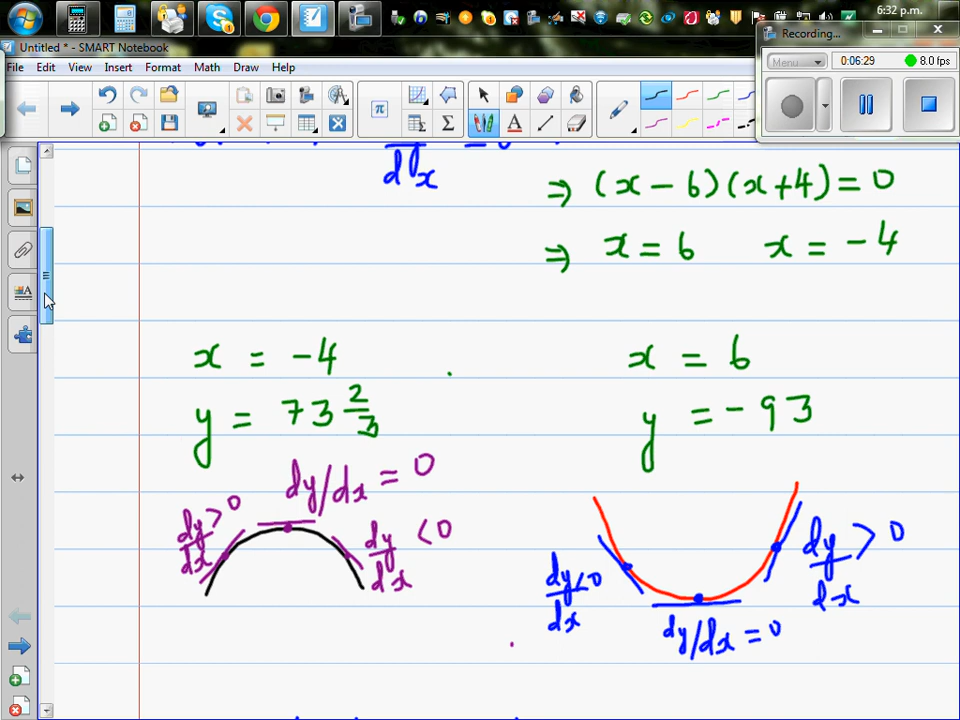 6:32 p.m.
Untitled * - SMART Notebook
Recording...
File Edit View Insert Format Math Draw Help
Menu 0:06:29 8.0 fps
dx
⇒ (x - 6)(x + 4) = 0
⇒ x = 6 x = -4
x = -4
y = 73 2/3
x = 6
y = -93
dy/dx = 0
dy/dx > 0
dy/dx < 0
dy/dx < 0
dy/dx > 0
dy/dx = 0